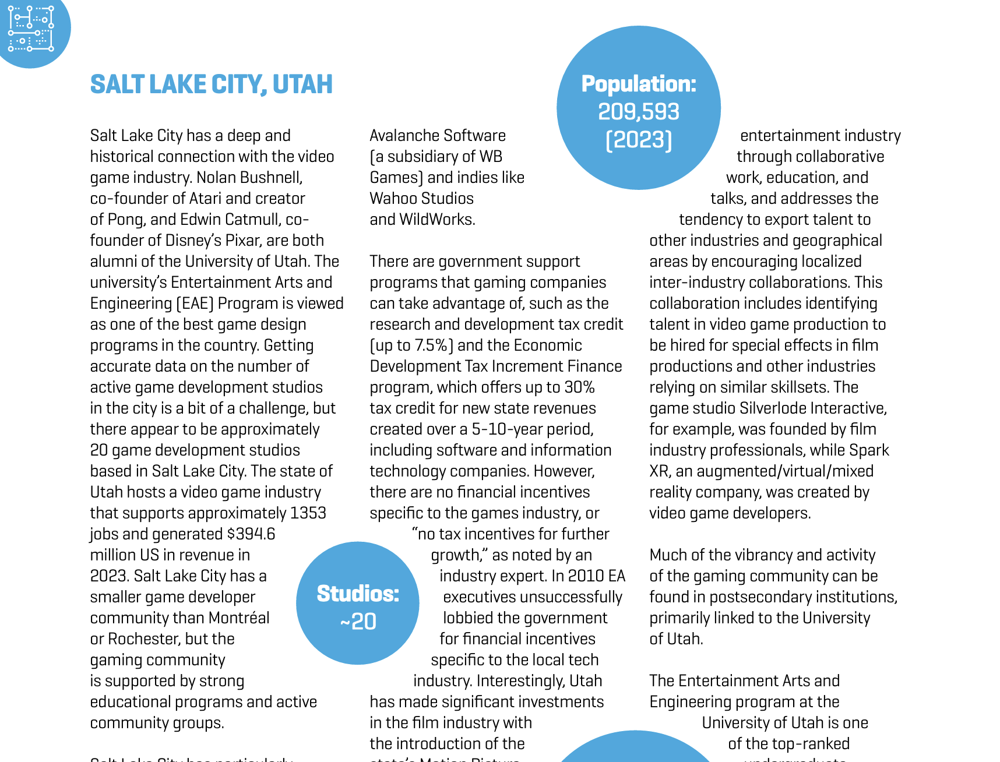 SALT LAKE CITY, UTAH
Population:
209,593
(2023)
Salt Lake City has a deep and
historical connection with the video
game industry. Nolan Bushnell,
co-founder of Atari and creator
of Pong, and Edwin Catmull, co-
founder of Disney’s Pixar, are both
alumni of the University of Utah. The
university’s Entertainment Arts and
Engineering (EAE) Program is viewed
as one of the best game design
programs in the country. Getting
accurate data on the number of
active game development studios
in the city is a bit of a challenge, but
there appear to be approximately
20 game development studios
based in Salt Lake City. The state of
Utah hosts a video game industry
that supports approximately 1353
jobs and generated $394.6
million US in revenue in
2023. Salt Lake City has a
smaller game developer
community than Montréal
or Rochester, but the
gaming community
is supported by strong
educational programs and active
community groups.
Salt Lake City has particularly
Studios:
~20
Avalanche Software
(a subsidiary of WB
Games) and indies like
Wahoo Studios
and WildWorks.
There are government support
programs that gaming companies
can take advantage of, such as the
research and development tax credit
(up to 7.5%) and the Economic
Development Tax Increment Finance
program, which offers up to 30%
tax credit for new state revenues
created over a 5-10-year period,
including software and information
technology companies. However,
there are no financial incentives
specific to the games industry, or
“no tax incentives for further
growth,” as noted by an
industry expert. In 2010 EA
executives unsuccessfully
lobbied the government
for financial incentives
specific to the local tech
industry. Interestingly, Utah
has made significant investments
in the film industry with
the introduction of the
state’s Motion Picture
entertainment industry
through collaborative
work, education, and
talks, and addresses the
tendency to export talent to
other industries and geographical
areas by encouraging localized
inter-industry collaborations. This
collaboration includes identifying
talent in video game production to
be hired for special effects in film
productions and other industries
relying on similar skillsets. The
game studio Silverlode Interactive,
for example, was founded by film
industry professionals, while Spark
XR, an augmented/virtual/mixed
reality company, was created by
video game developers.
Much of the vibrancy and activity
of the gaming community can be
found in postsecondary institutions,
primarily linked to the University
of Utah.
The Entertainment Arts and
Engineering program at the
University of Utah is one
of the top-ranked
undergraduate